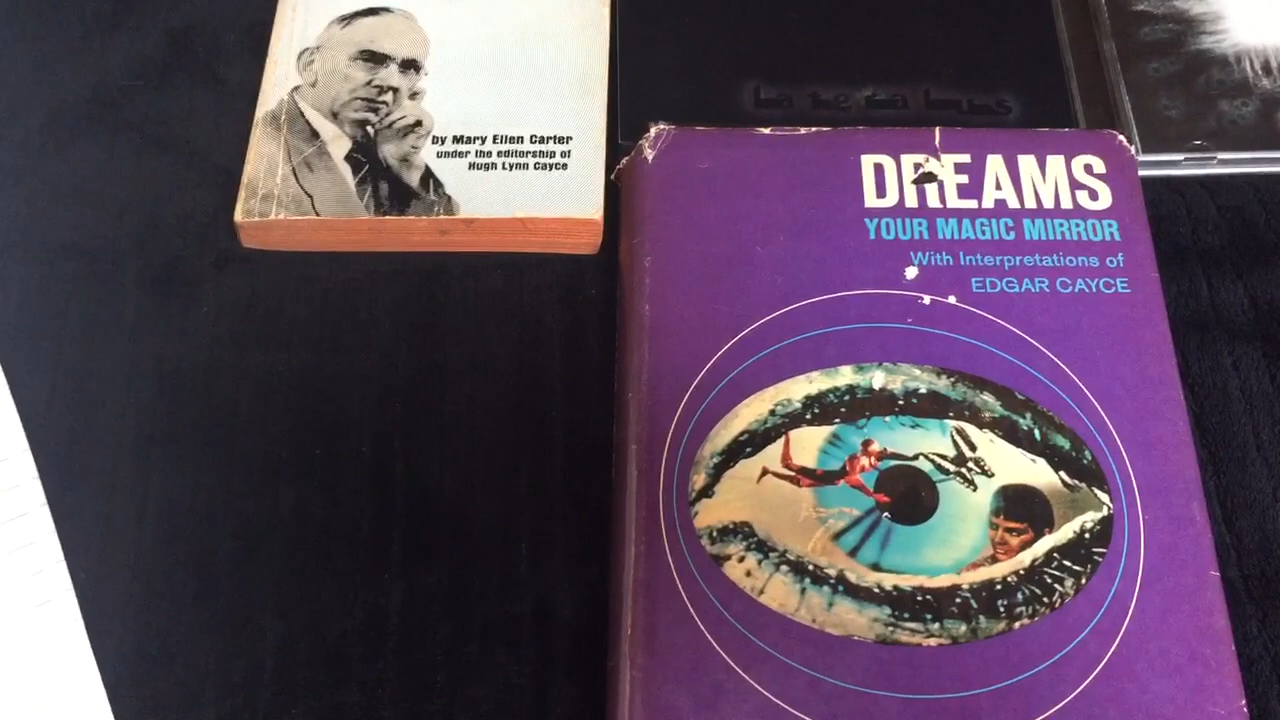 by Mary Ellen Carter
under the editorship of
Hugh Lynn Cayce
DREAMS
YOUR MAGIC MIRROR
With Interpretations of
EDGAR CAYCE